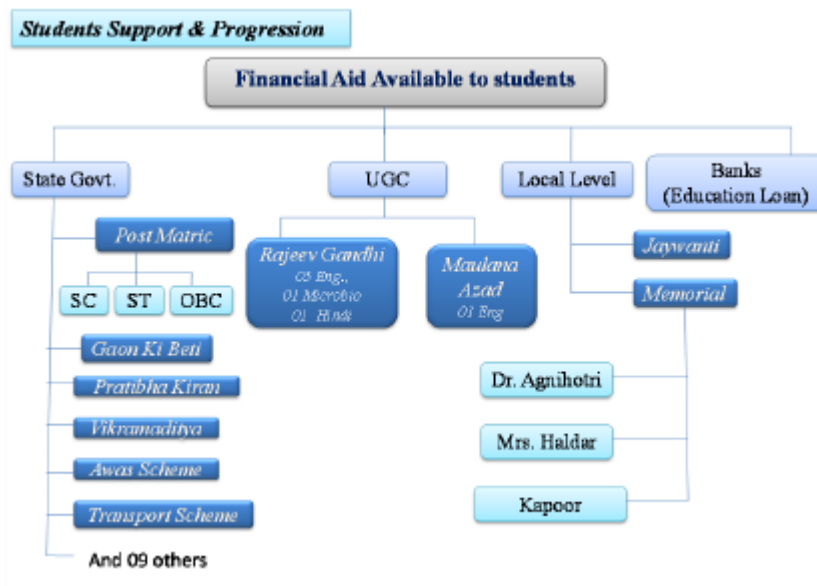 Students Support & Progression
Financial Aid Available to students
State Govt.
UGC
Local Level
Banks
(Education Loan)
Post Matric
SC
ST
OBC
Gaon Ki Beti
Pratibha Kiran
Vikramaditya
Awas Scheme
Transport Scheme
And 09 others
Rajeev Gandhi
03 Eng.,
01 Microbio
01 Hindi
Maulana
Azad
01 Eng
Jaywanti
Memorial
Dr. Agnihotri
Mrs. Haldar
Kapoor